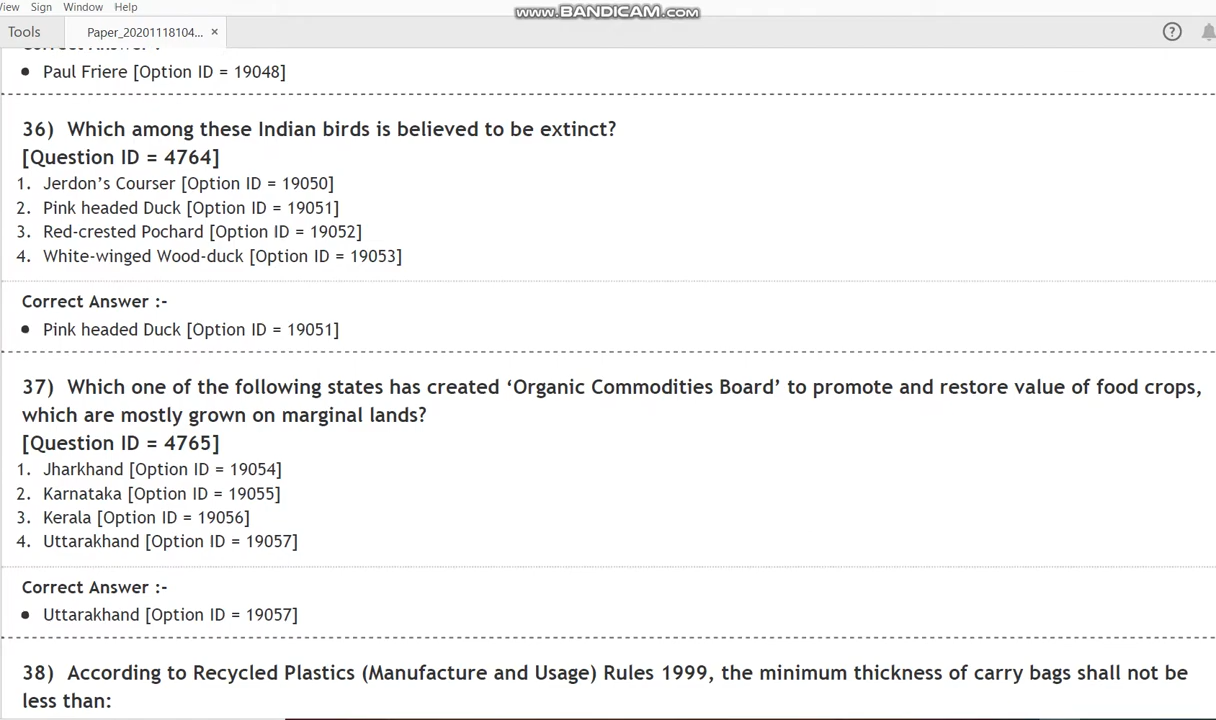 View Sign Window Help
www.BANDICAM.com
Tools
Paper_20201118104... ×
?
Correct Answer :-
• Paul Friere [Option ID = 19048]
36) Which among these Indian birds is believed to be extinct?
[Question ID = 4764]
1. Jerdon’s Courser [Option ID = 19050]
2. Pink headed Duck [Option ID = 19051]
3. Red-crested Pochard [Option ID = 19052]
4. White-winged Wood-duck [Option ID = 19053]
Correct Answer :-
• Pink headed Duck [Option ID = 19051]
37) Which one of the following states has created ‘Organic Commodities Board’ to promote and restore value of food crops,
which are mostly grown on marginal lands?
[Question ID = 4765]
1. Jharkhand [Option ID = 19054]
2. Karnataka [Option ID = 19055]
3. Kerala [Option ID = 19056]
4. Uttarakhand [Option ID = 19057]
Correct Answer :-
• Uttarakhand [Option ID = 19057]
38) According to Recycled Plastics (Manufacture and Usage) Rules 1999, the minimum thickness of carry bags shall not be
less than: